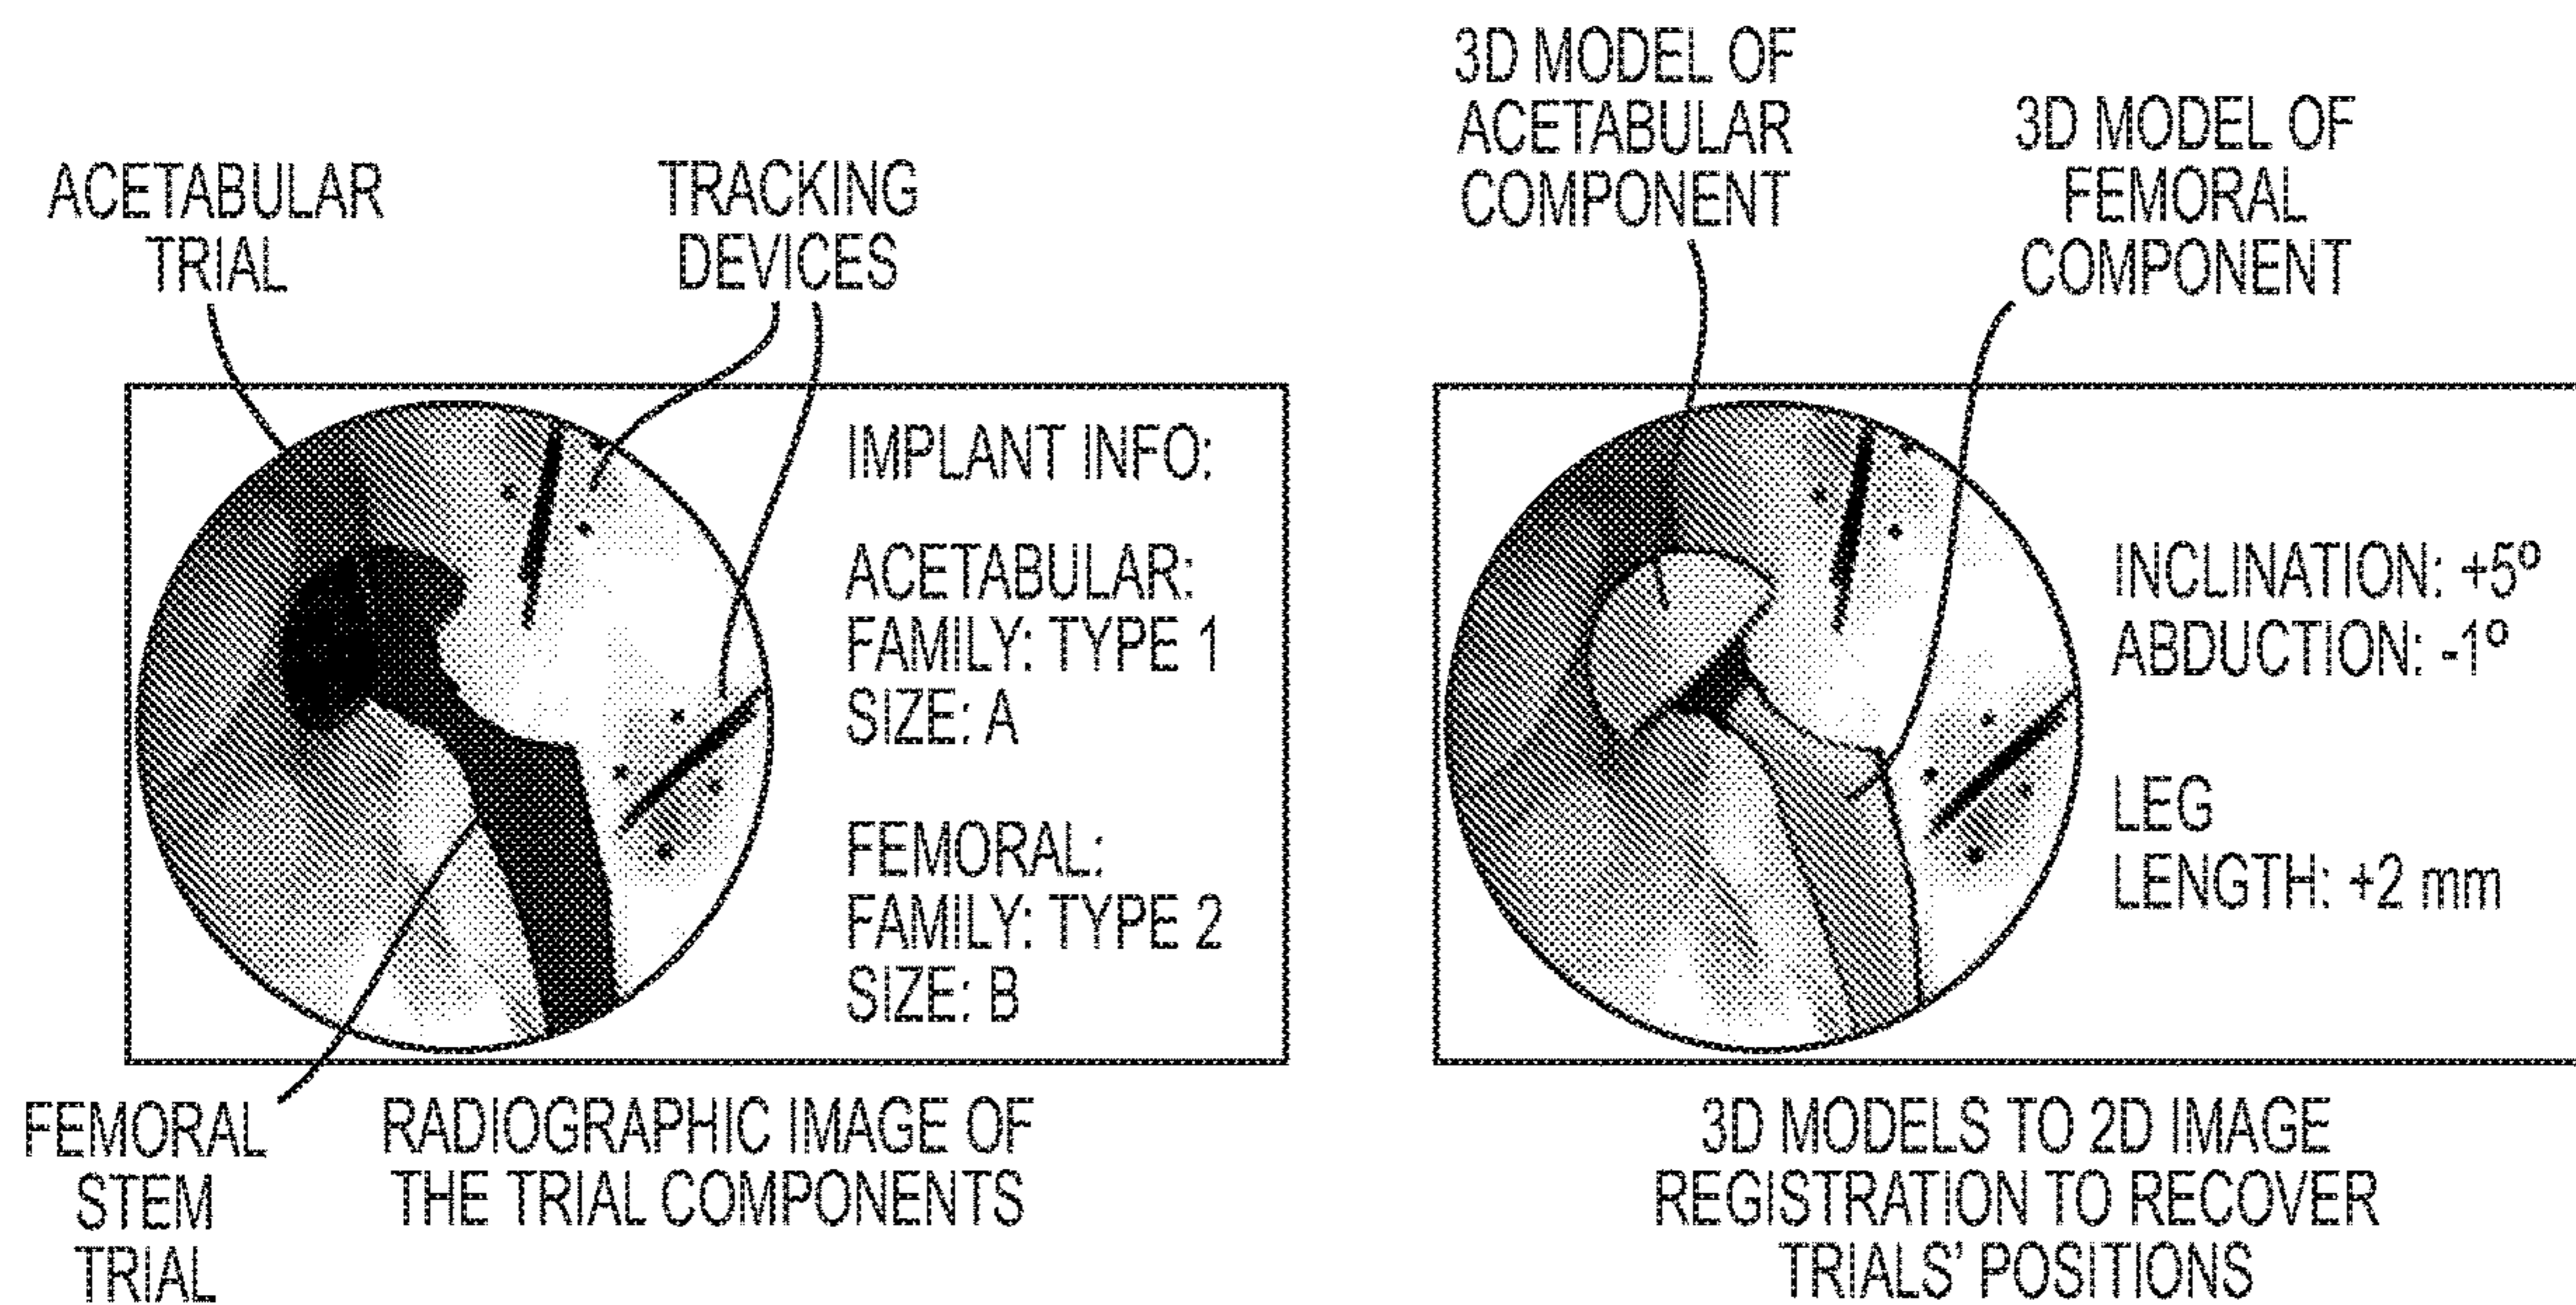 ACETABULAR
TRIAL
TRACKING
DEVICES
IMPLANT INFO:
ACETABULAR:
FAMILY: TYPE 1
SIZE: A
FEMORAL:
FAMILY: TYPE 2
SIZE: B
FEMORAL
STEM
TRIAL
RADIOGRAPHIC IMAGE OF
THE TRIAL COMPONENTS
3D MODEL OF
ACETABULAR
COMPONENT
3D MODEL OF
FEMORAL
COMPONENT
INCLINATION: +5º
ABDUCTION: -1º
LEG
LENGTH: +2 mm
3D MODELS TO 2D IMAGE
REGISTRATION TO RECOVER
TRIALS' POSITIONS